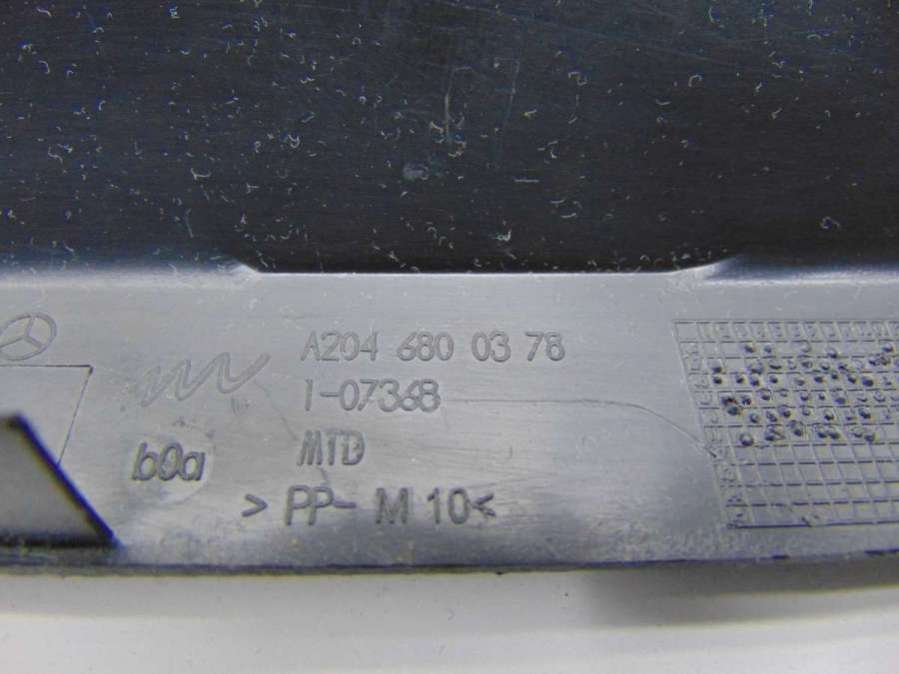 A204 680 03 78
1-07368
b0a
MTD
> PP- M 10<